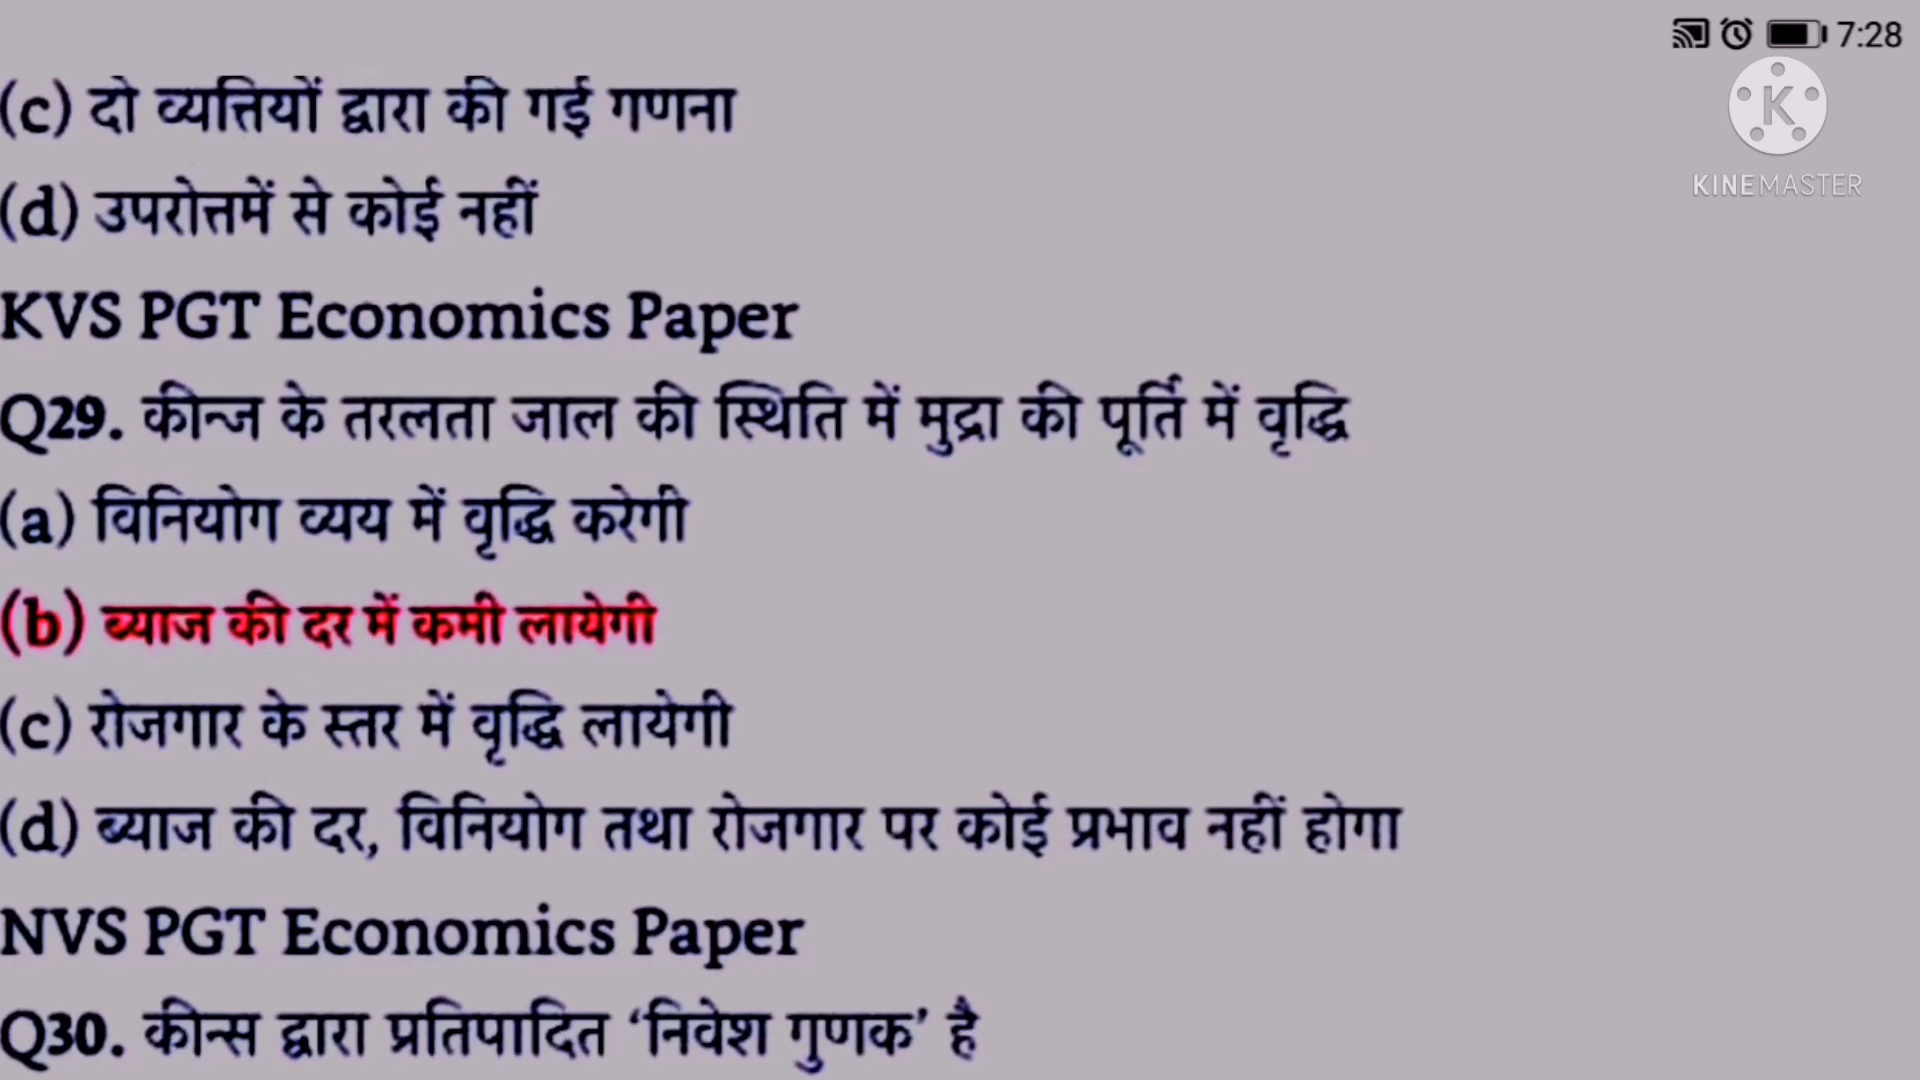 7:28
(c) दो व्यत्तियों द्वारा की गई गणना
KINEMASTER
(d) उपरोत्तमें से कोई नहीं
KVS PGT Economics Paper
Q29. कीन्ज के तरलता जाल की स्थिति में मुद्रा की पूर्ति में वृद्धि
(a) विनियोग व्यय में वृद्धि करेगी
(b) ब्याज की दर में कमी लायेगी
(c) रोजगार के स्तर में वृद्धि लायेगी
(d) ब्याज की दर, विनियोग तथा रोजगार पर कोई प्रभाव नहीं होगा
NVS PGT Economics Paper
Q30. कीन्स द्वारा प्रतिपादित ‘निवेश गुणक’ है